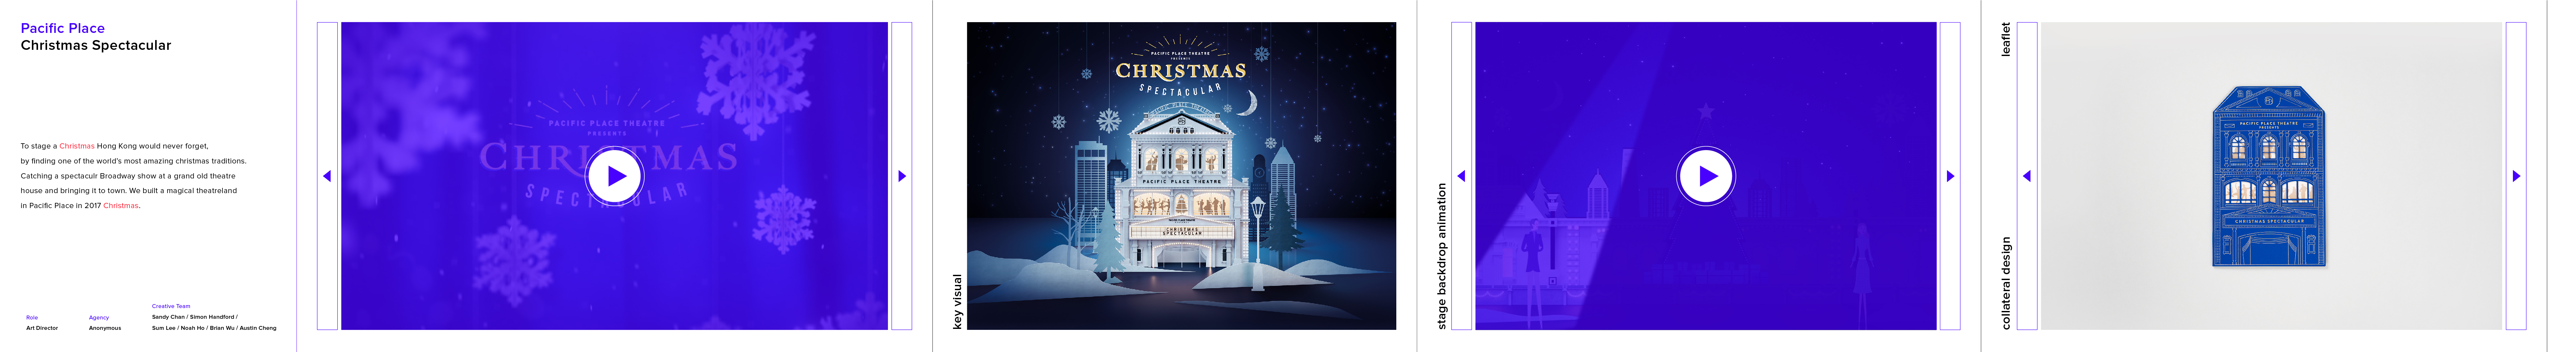 Pacific Place
Christmas Spectacular
To stage a Christmas Hong Kong would never forget,
by finding one of the world's most amazing christmas traditions.
Catching a spectaculr Broadway show at a grand old theatre
house and bringing it to town. We built a magical theatreland
in Pacific Place in 2017 Christmas.
Role
Art Director
Agency
Anonymous
Creative Team
Sandy Chan / Simon Handford /
Sum Lee / Noah Ho / Brian Wu / Austin Cheng
PACIFIC PLACE THEATRE
PRESENTS
CHRISTMAS
SPECTACULAR
key visual
PACIFIC PLACE THEATRE
PRESENTS
CHRISTMAS
SPECTACULAR
PACIFIC PLACE THEATRE
PACIFIC PLACE THEATRE
CHRISTMAS
SPECTACULAR
stage backdrop animation
leaflet
collateral design
PACIFIC PLACE THEATRE
PRESENTS
CHRISTMAS SPECTACULAR